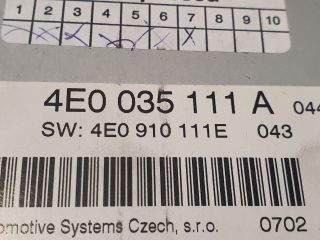 1 2 3 4 5 6 7 8 9 10
4E0 035 111 A 044
SW: 4E0 910 111E 043
omotive Systems Czech, s.r.o. 0702